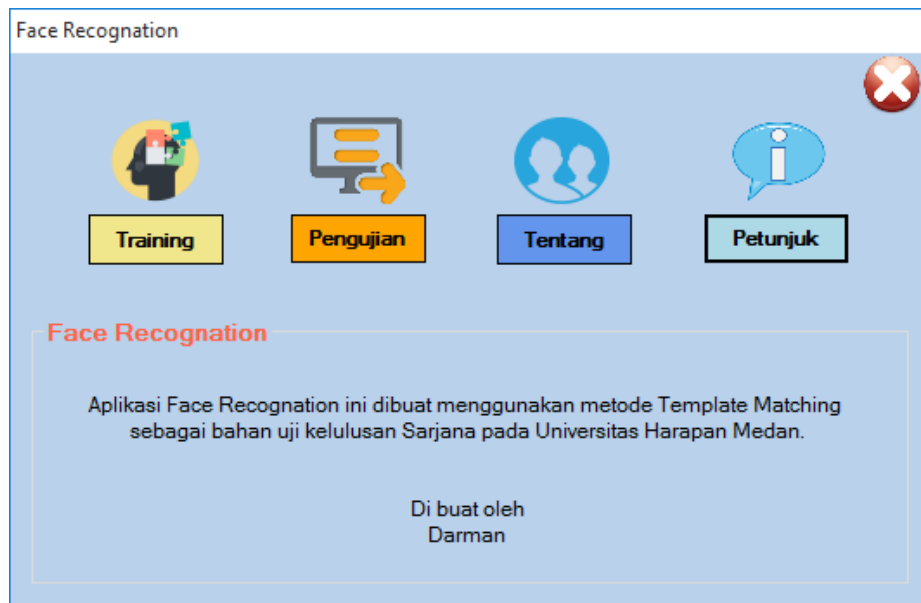 Face Recognation
Training
Pengujian
Tentang
Petunjuk
Face Recognation
Aplikasi Face Recognation ini dibuat menggunakan metode Template Matching
sebagai bahan uji kelulusan Sarjana pada Universitas Harapan Medan.
Di buat oleh
Darman